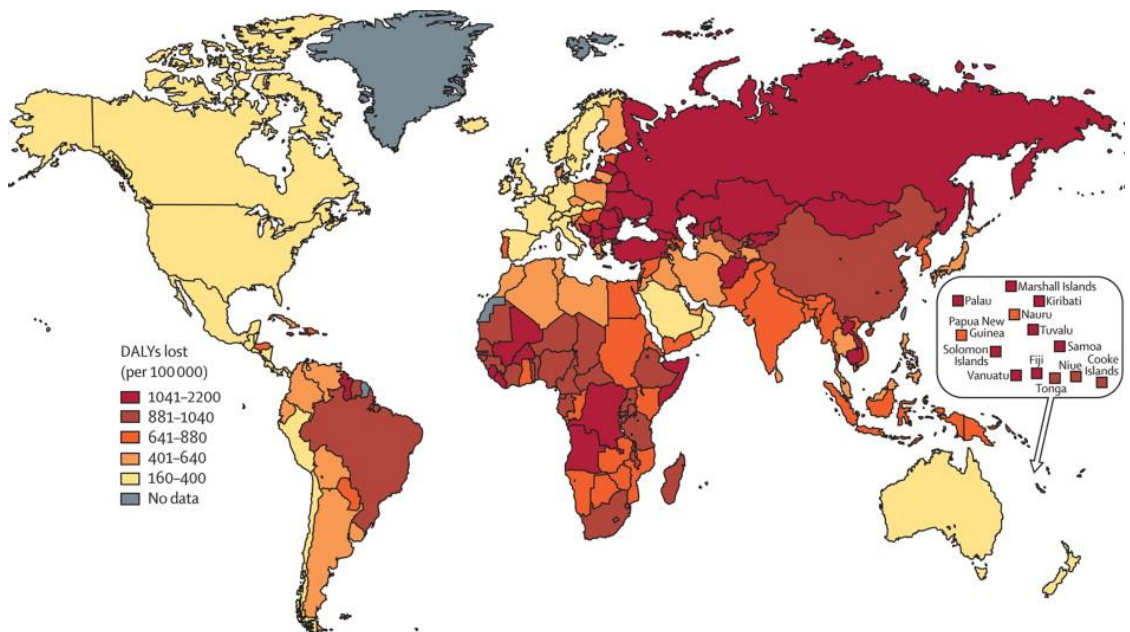 DALYs lost
(per 100 000)
1041–2200
881–1040
641–880
401–640
160–400
No data
Marshall Islands
Palau
Kiribati
Nauru
Papua New
Guinea
Tuvalu
Solomon
Islands
Samoa
Vanuatu
Fiji
Tonga
Niue
Cooke
Islands